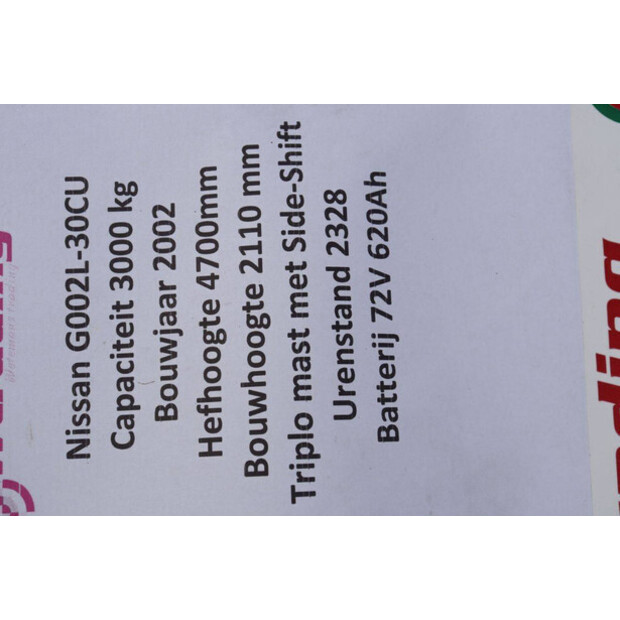 Nissan G002L-30CU
Capaciteit 3000 kg
Bouwjaar 2002
Hefhoogte 4700mm
Bouwhoogte 2110 mm
Triplo mast met Side-Shift
Urenstand 2328
Batterij 72V 620Ah